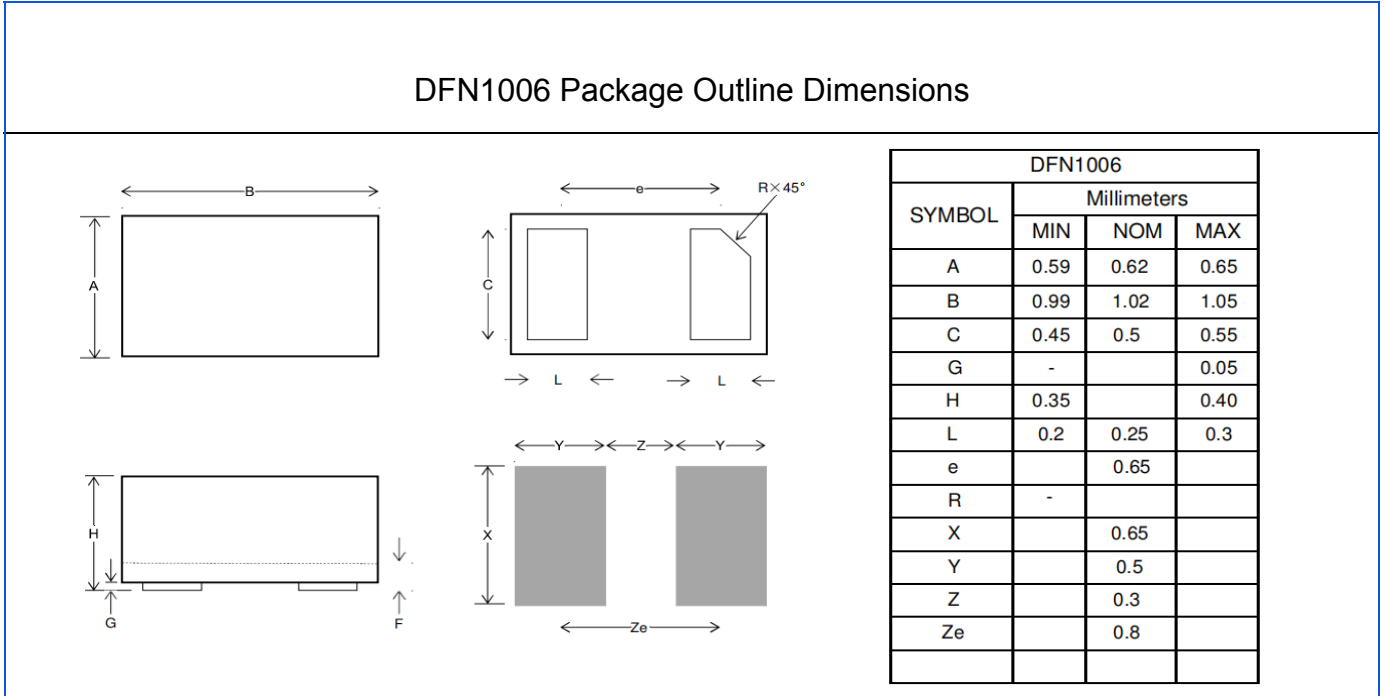 DFN1006 Package Outline Dimensions
B
A
e
R×45°
C
L L
H
G
F
Y Z Y
X
Ze
DFN1006
SYMBOL Millimeters
MIN NOM MAX
A 0.59 0.62 0.65
B 0.99 1.02 1.05
C 0.45 0.5 0.55
G - 0.05
H 0.35 0.40
L 0.2 0.25 0.3
e 0.65
R -
X 0.65
Y 0.5
Z 0.3
Ze 0.8